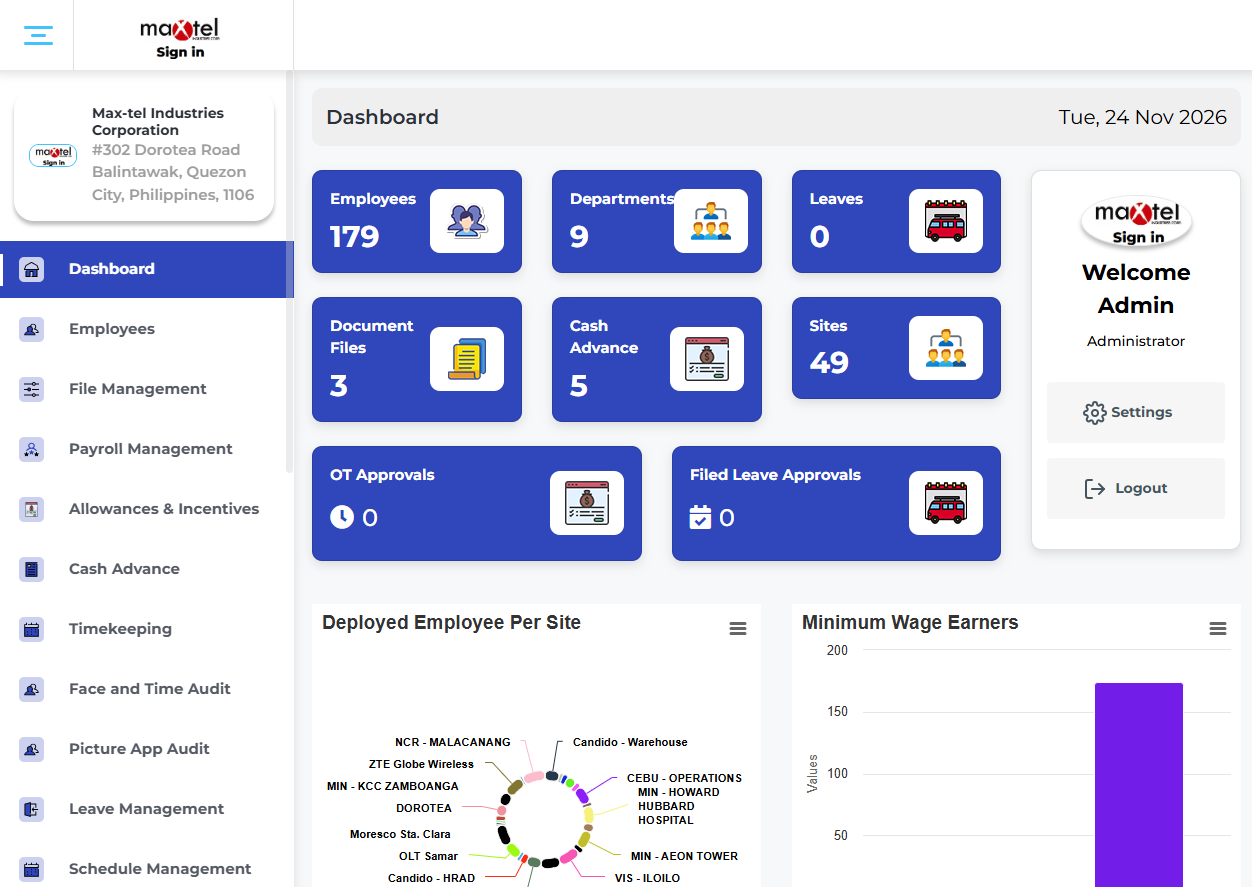 maxtel
Sign in
Max-tel Industries
Corporation
#302 Dorotea Road
Balintawak, Quezon
City, Philippines, 1106
maxtel
Sign in
Dashboard
Employees
File Management
Payroll Management
Allowances & Incentives
Cash Advance
Timekeeping
Face and Time Audit
Picture App Audit
Leave Management
Schedule Management
Dashboard
Tue, 24 Nov 2026
Employees
179
Departments
9
Leaves
0
Document
Files
3
Cash
Advance
5
Sites
49
OT Approvals
0
Filed Leave Approvals
0
maxtel
Sign in
Welcome
Admin
Administrator
Settings
Logout
Deployed Employee Per Site
NCR - MALACANANG
ZTE Globe Wireless
MIN - KCC ZAMBOANGA
DOROTEA
Moresco Sta. Clara
OLT Samar
Candido - HRAD
Candido - Warehouse
CEBU - OPERATIONS
MIN - HOWARD
HUBBARD
HOSPITAL
MIN - AEON TOWER
VIS - ILOILO
Minimum Wage Earners
200
150
100
50
Values